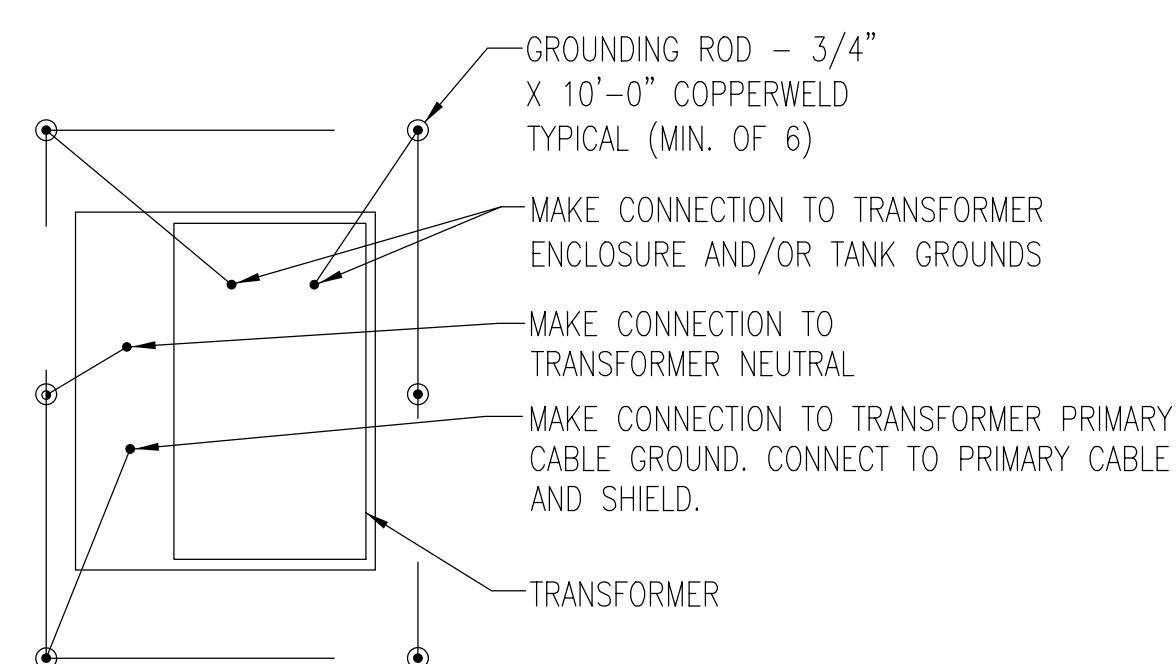 GROUNDING ROD – 3/4”
X 10’–0” COPPERWELD
TYPICAL (MIN. OF 6)
MAKE CONNECTION TO TRANSFORMER
ENCLOSURE AND/OR TANK GROUNDS
MAKE CONNECTION TO
TRANSFORMER NEUTRAL
MAKE CONNECTION TO TRANSFORMER PRIMARY
CABLE GROUND. CONNECT TO PRIMARY CABLE
AND SHIELD.
TRANSFORMER